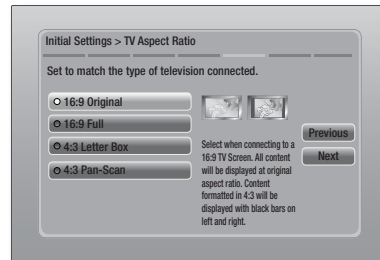 Initial Settings > TV Aspect Ratio
Set to match the type of television connected.
16:9 Original
16:9 Full
4:3 Letter Box
4:3 Pan-Scan
Select when connecting to a
16:9 TV Screen. All content
will be displayed at original
aspect ratio. Content
formatted in 4:3 will be
displayed with black bars on
left and right.
Previous
Next